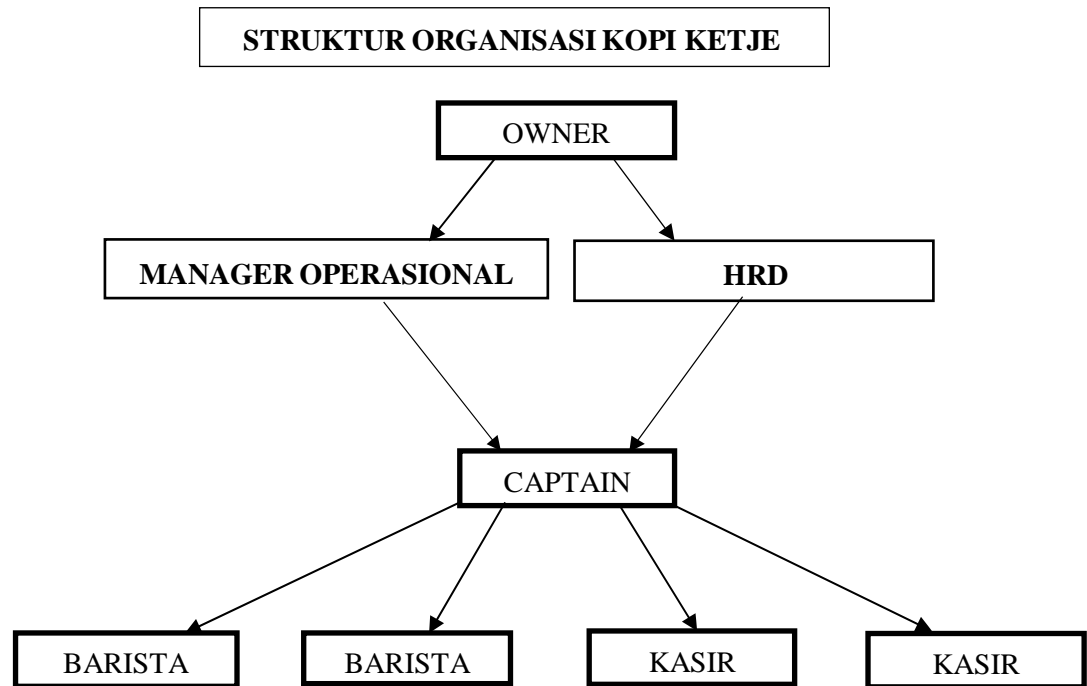 STRUKTUR ORGANISASI KOPI KETJE
OWNER
MANAGER OPERASIONAL
HRD
CAPTAIN
BARISTA
BARISTA
KASIR
KASIR